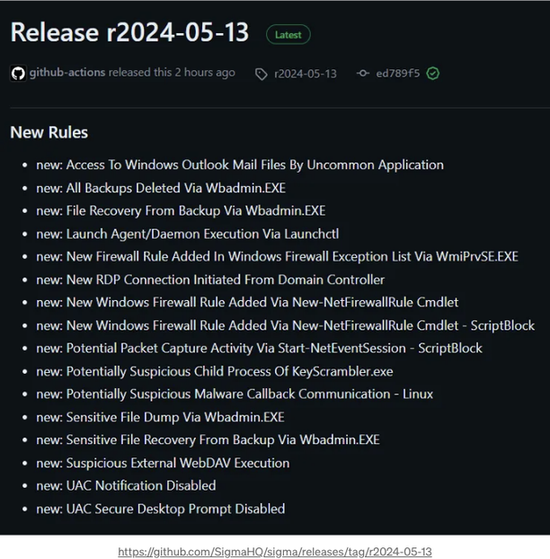 Release r2024-05-13 Latest
github-actions released this 2 hours ago r2024-05-13 ed789f5
New Rules
• new: Access To Windows Outlook Mail Files By Uncommon Application
• new: All Backups Deleted Via Wbadmin.EXE
• new: File Recovery From Backup Via Wbadmin.EXE
• new: Launch Agent/Daemon Execution Via Launchctl
• new: New Firewall Rule Added In Windows Firewall Exception List Via WmiPrvSE.EXE
• new: New RDP Connection Initiated From Domain Controller
• new: New Windows Firewall Rule Added Via New-NetFirewallRule Cmdlet
• new: New Windows Firewall Rule Added Via New-NetFirewallRule Cmdlet - ScriptBlock
• new: Potential Packet Capture Activity Via Start-NetEventSession - ScriptBlock
• new: Potentially Suspicious Child Process Of KeyScrambler.exe
• new: Potentially Suspicious Malware Callback Communication - Linux
• new: Sensitive File Dump Via Wbadmin.EXE
• new: Sensitive File Recovery From Backup Via Wbadmin.EXE
• new: Suspicious External WebDAV Execution
• new: UAC Notification Disabled
• new: UAC Secure Desktop Prompt Disabled
https://github.com/SigmaHQ/sigma/releases/tag/r2024-05-13